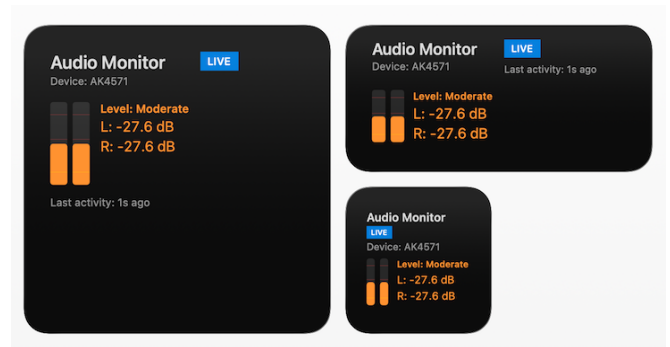 Audio Monitor LIVE
Device: AK4571
Level: Moderate
L: -27.6 dB
R: -27.6 dB
Last activity: 1s ago
Audio Monitor LIVE
Device: AK4571 Last activity: 1s ago
Level: Moderate
L: -27.6 dB
R: -27.6 dB
Audio Monitor
LIVE
Device: AK4571
Level: Moderate
L: -27.6 dB
R: -27.6 dB